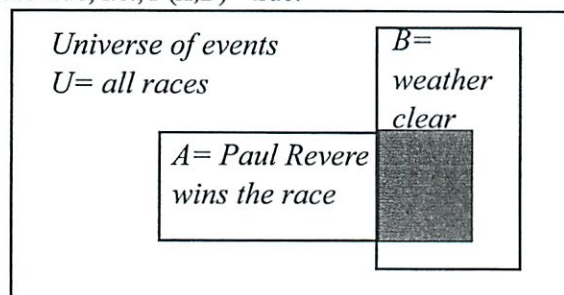 Universe of events
U= all races
B=
weather
clear
A= Paul Revere
wins the race